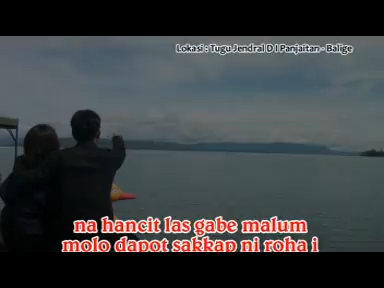 Lokasi : Tugu Jendral D I Panjaitan - Balige
na hancit las gabe malum
molo dapot sakkap ni roha i